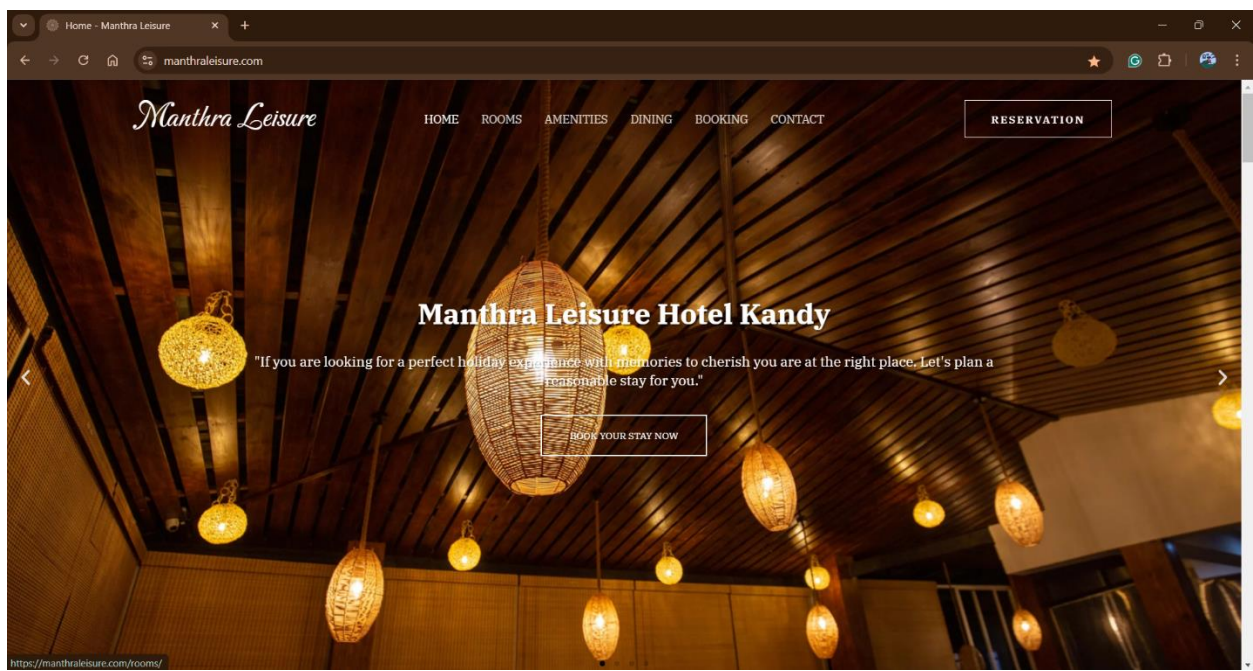 Home - Manthra Leisure
manthraleisure.com
Manthra Leisure
HOME ROOMS AMENITIES DINING BOOKING CONTACT
RESERVATION
Manthra Leisure Hotel Kandy
"If you are looking for a perfect holiday experience with memories to cherish you are at the right place. Let's plan a
reasonable stay for you."
BOOK YOUR STAY NOW
https://manthraleisure.com/rooms/